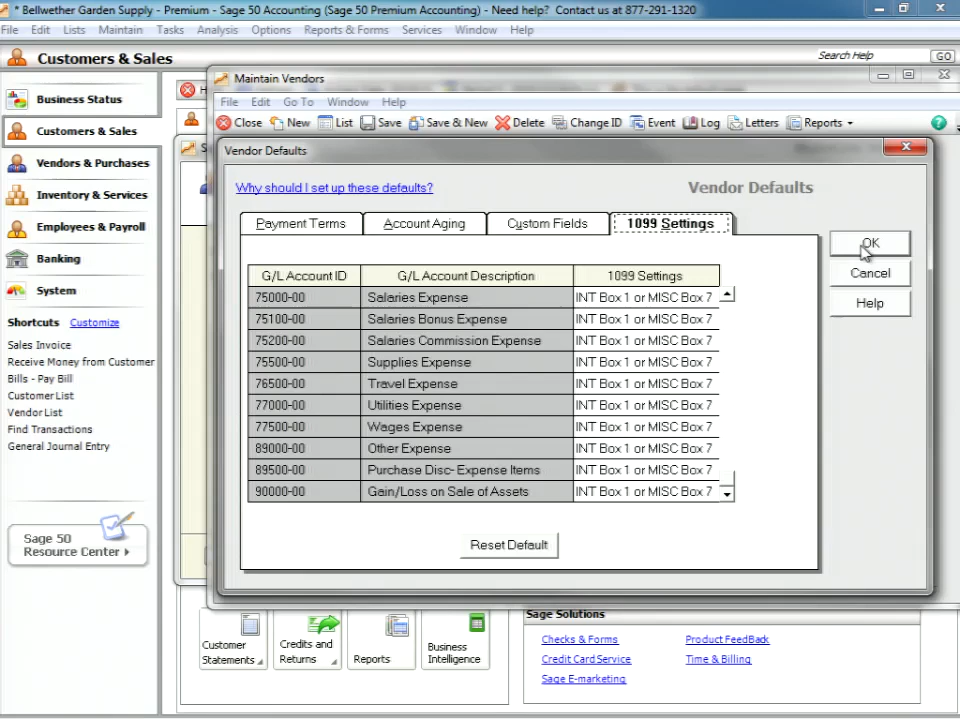 * Bellwether Garden Supply - Premium - Sage 50 Accounting (Sage 50 Premium Accounting) - Need help? Contact us at 877-291-1320
File Edit Lists Maintain Tasks Analysis Options Reports & Forms Services Window Help
Customers & Sales
Search Help
GO
Business Status
Customers & Sales
Vendors & Purchases
Inventory & Services
Employees & Payroll
Banking
System
Shortcuts Customize
Sales Invoice
Receive Money from Customer
Bills - Pay Bill
Customer List
Vendor List
Find Transactions
General Journal Entry
Sage 50
Resource Center
Maintain Vendors
File Edit Go To Window Help
Close New List Save Save & New Delete Change ID Event Log Letters Reports
Vendor Defaults
Why should I set up these defaults?
Vendor Defaults
Payment Terms Account Aging Custom Fields 1099 Settings
OK
Cancel
Help
G/L Account ID G/L Account Description 1099 Settings
75000-00 Salaries Expense INT Box 1 or MISC Box 7
75100-00 Salaries Bonus Expense INT Box 1 or MISC Box 7
75200-00 Salaries Commission Expense INT Box 1 or MISC Box 7
75500-00 Supplies Expense INT Box 1 or MISC Box 7
76500-00 Travel Expense INT Box 1 or MISC Box 7
77000-00 Utilities Expense INT Box 1 or MISC Box 7
77500-00 Wages Expense INT Box 1 or MISC Box 7
89000-00 Other Expense INT Box 1 or MISC Box 7
89500-00 Purchase Disc- Expense Items INT Box 1 or MISC Box 7
90000-00 Gain/Loss on Sale of Assets INT Box 1 or MISC Box 7
Reset Default
Customer
Statements
Credits and
Returns
Reports
Business
Intelligence
Sage Solutions
Checks & Forms Product FeedBack
Credit Card Service Time & Billing
Sage E-marketing